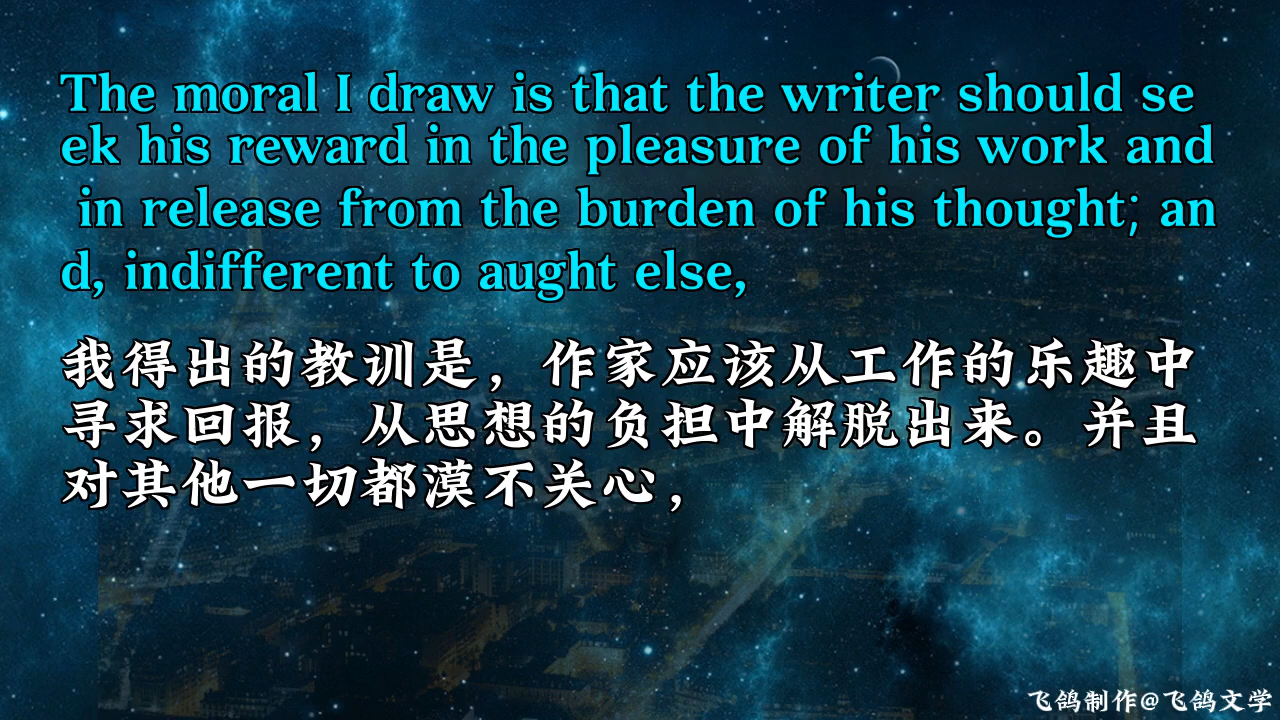 The moral I draw is that the writer should se
ek his reward in the pleasure of his work and
in release from the burden of his thought; an
d, indifferent to aught else,
我得出的教训是，作家应该从工作的乐趣中
寻求回报，从思想的负担中解脱出来。并且
对其他一切都漠不关心，
飞鸽制作@飞鸽文学